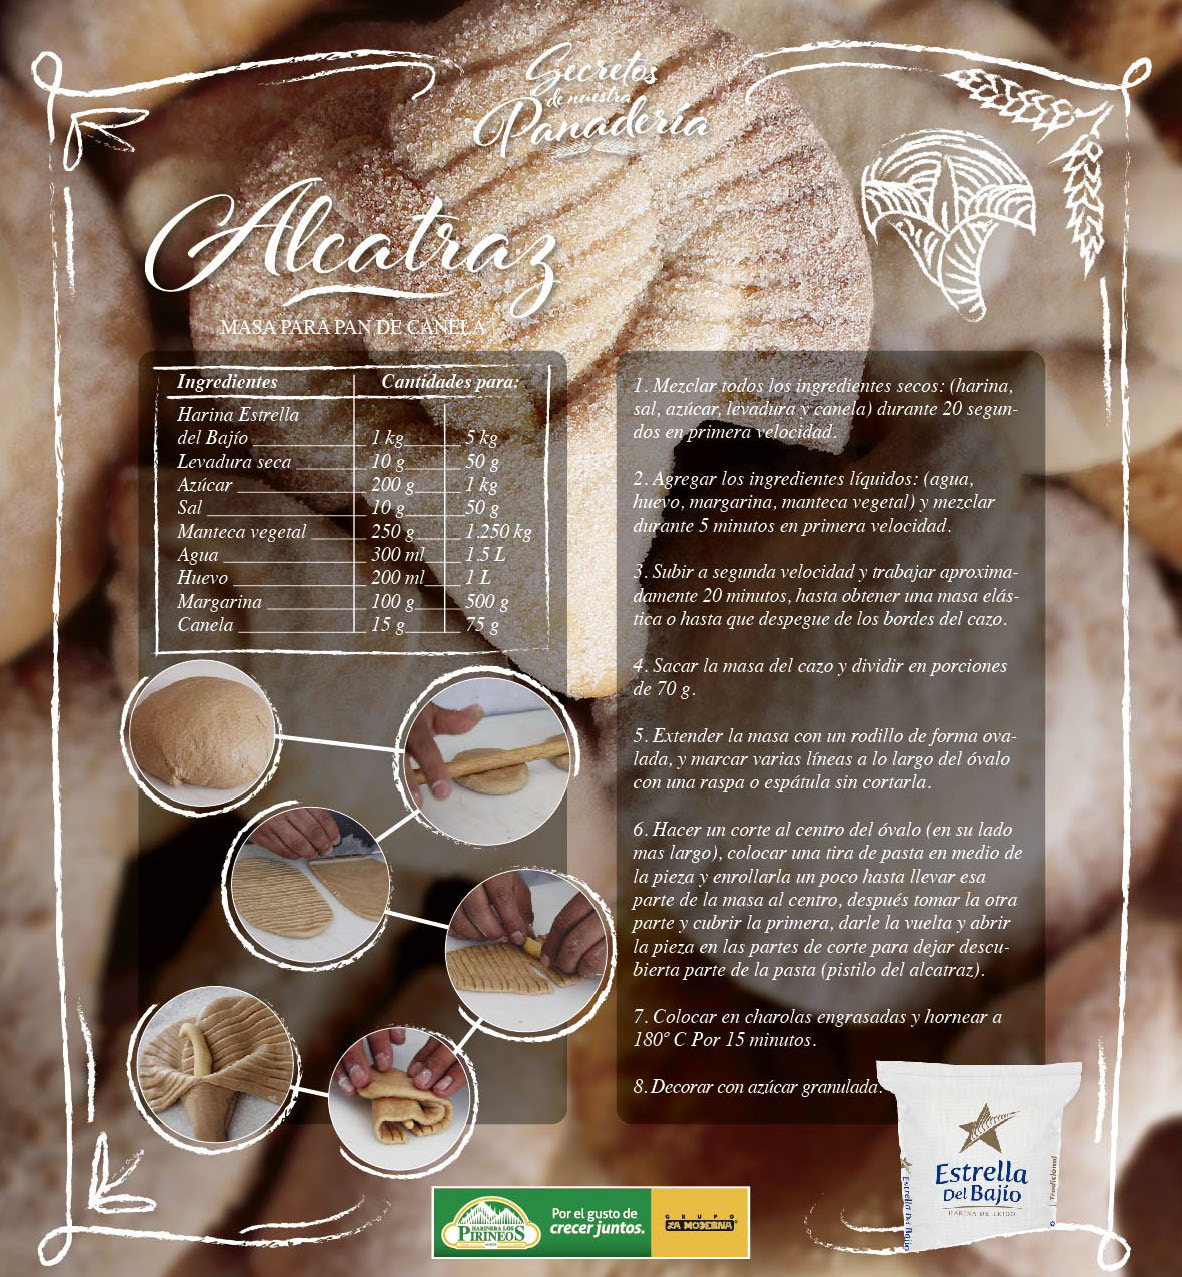 Secretos
de nuestra
Panadería
Alcatraz
MASA PARA PAN DE CANELA
Ingredientes Cantidades para:
Harina Estrella
del Bajío 1 kg 5 kg
Levadura seca 10 g 50 g
Azúcar 200 g 1 kg
Sal 10 g 50 g
Manteca vegetal 250 g 1.250 kg
Agua 300 ml 1.5 L
Huevo 200 ml 1 L
Margarina 100 g 500 g
Canela 15 g 75 g
1. Mezclar todos los ingredientes secos: (harina,
sal, azúcar, levadura y canela) durante 20 segun-
dos en primera velocidad.
2. Agregar los ingredientes líquidos: (agua,
huevo, margarina, manteca vegetal) y mezclar
durante 5 minutos en primera velocidad.
3. Subir a segunda velocidad y trabajar aproxima-
damente 20 minutos, hasta obtener una masa elás-
tica o hasta que despegue de los bordes del cazo.
4. Sacar la masa del cazo y dividir en porciones
de 70 g.
5. Extender la masa con un rodillo de forma ova-
lada, y marcar varias líneas a lo largo del óvalo
con una raspa o espátula sin cortarla.
6. Hacer un corte al centro del óvalo (en su lado
mas largo), colocar una tira de pasta en medio de
la pieza y enrollarla un poco hasta llevar esa
parte de la masa al centro, después tomar la otra
parte y cubrir la primera, darle la vuelta y abrir
la pieza en las partes de corte para dejar descu-
bierta parte de la pasta (pistilo del alcatraz).
7. Colocar en charolas engrasadas y hornear a
180º C Por 15 minutos.
8. Decorar con azúcar granulada.
Estrella
Del Bajío
HARINA DE TRIGO
Tradicional
Estrella Del Bajío
HARINERA LOS
PIRINEOS
Por el gusto de
crecer juntos.
GRUPO
LA MODERNA